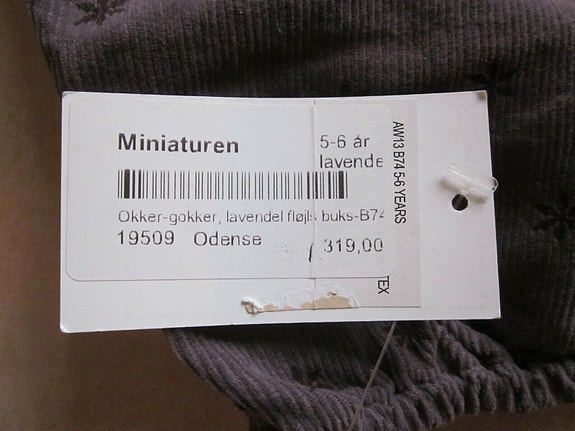 Miniaturen
5-6 år
lavende
Okker-gokker, lavendel fløjls buks-B74
19509 Odense
319,00
AW13 B74 5-6 YEARS
TEX